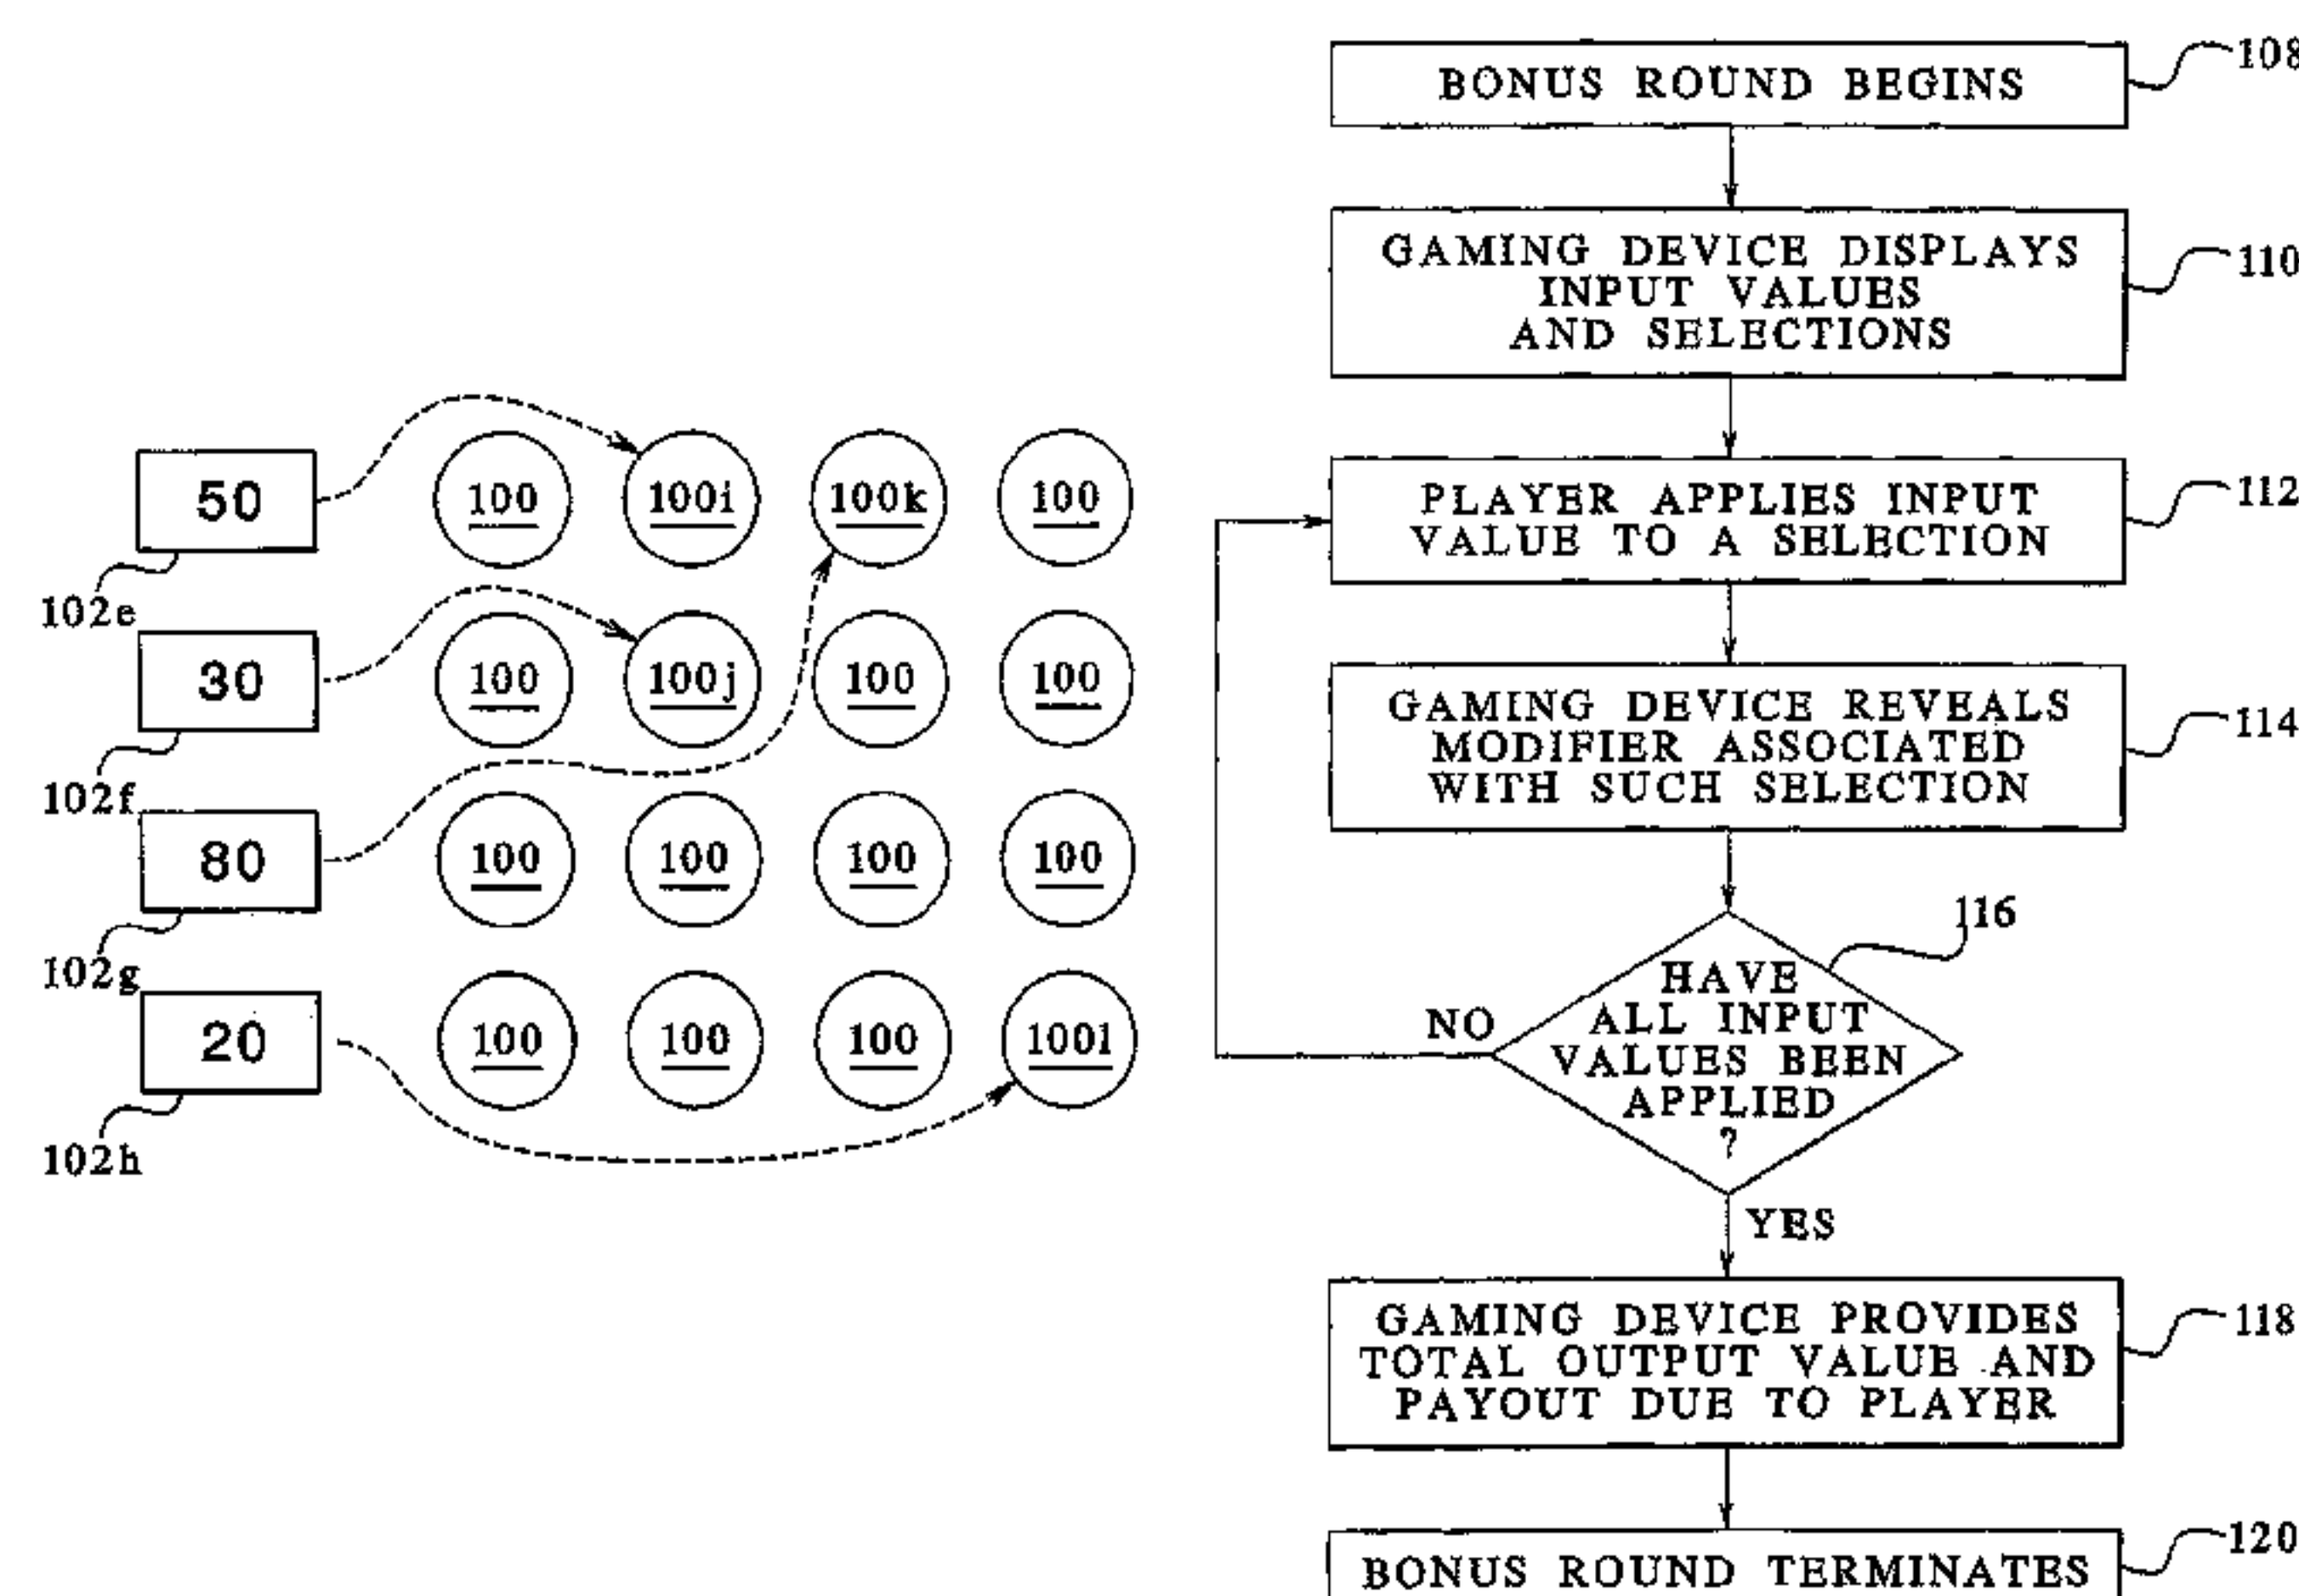 50 100 100i 100k 100
102e
30 100 100j 100 100
102f
80 100 100 100 100
102g
20 100 100 100 100l
102h
BONUS ROUND BEGINS
108
GAMING DEVICE DISPLAYS
INPUT VALUES
AND SELECTIONS
110
PLAYER APPLIES INPUT
VALUE TO A SELECTION
112
GAMING DEVICE REVEALS
MODIFIER ASSOCIATED
WITH SUCH SELECTION
114
HAVE
ALL INPUT
VALUES BEEN
APPLIED
?
116
NO
YES
GAMING DEVICE PROVIDES
TOTAL OUTPUT VALUE AND
PAYOUT DUE TO PLAYER
118
BONUS ROUND TERMINATES
120